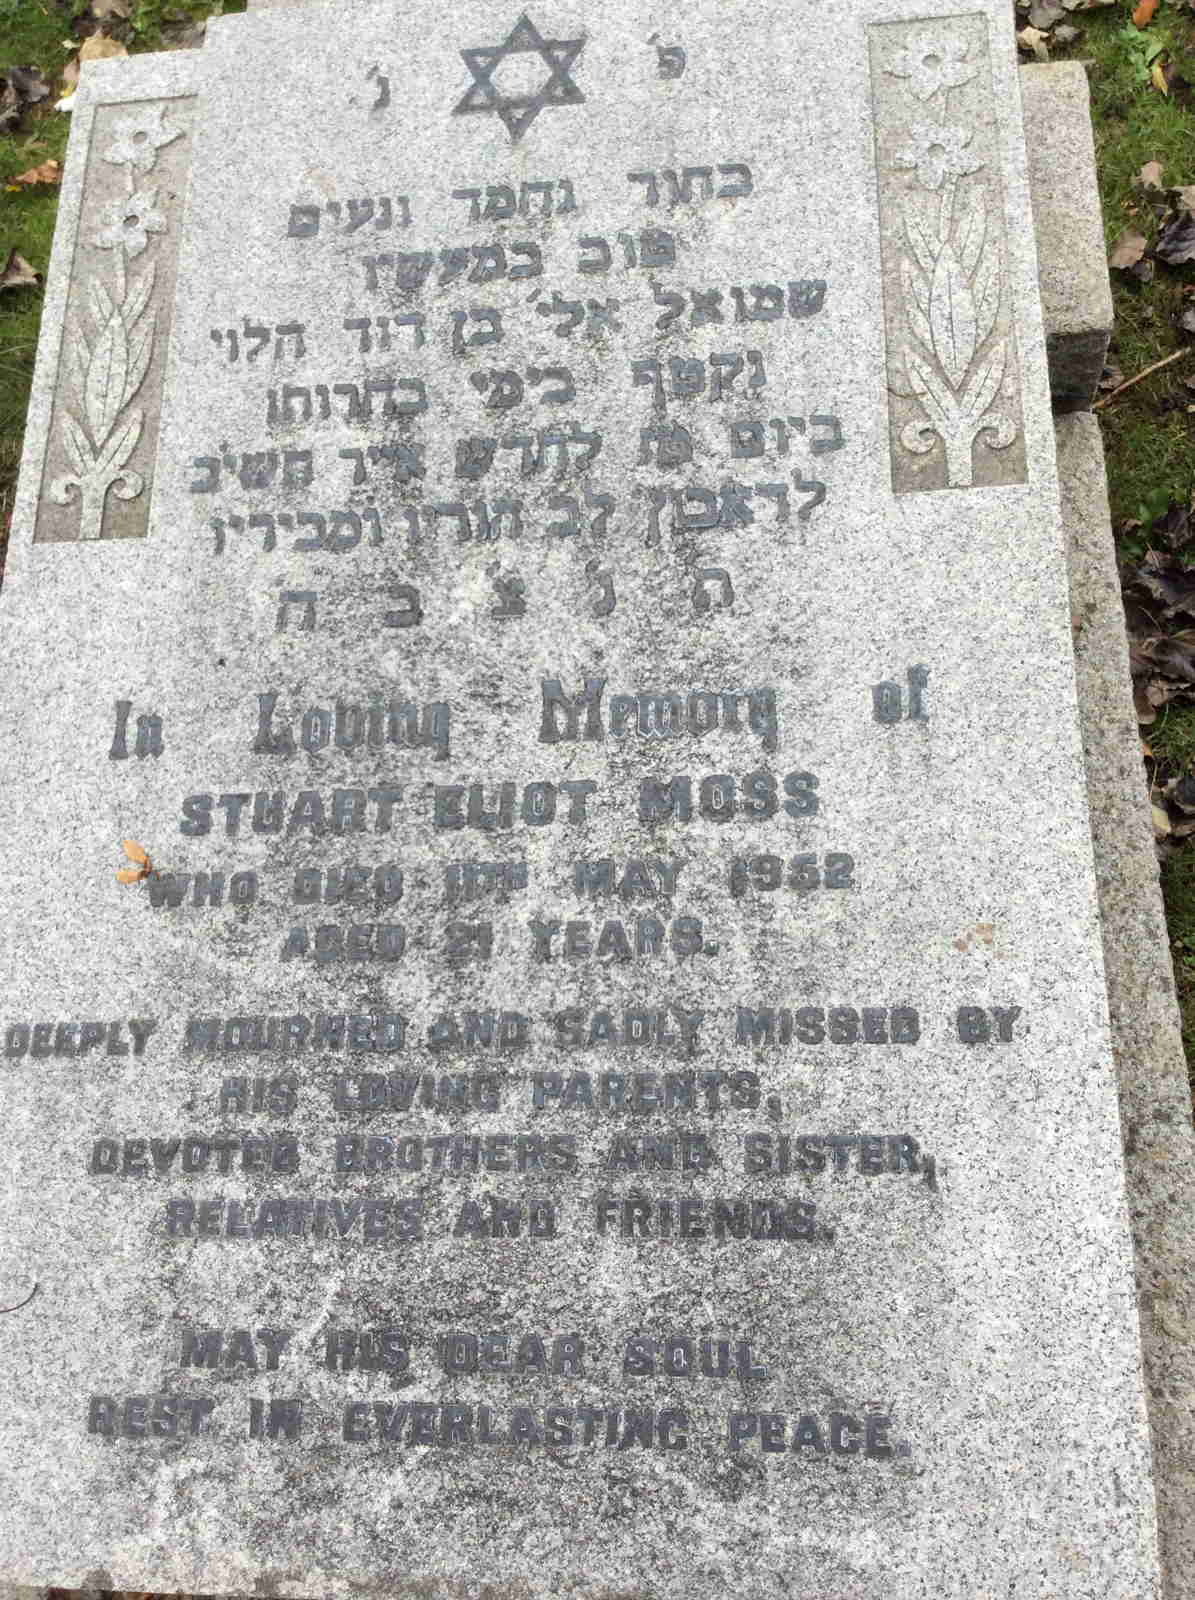 פ׳ נ׳
בחור נחמד ונעים
טוב במעשיו
שמואל אלי׳ בן דוד הלוי
נקטף בימי בחרותו
ביום טז לחדש אייר תשי״ב
לדאבון לב הוריו ומכיריו
ת׳ נ׳ צ׳ ב ה
In Loving Memory of
STUART ELIOT MOSS
WHO DIED 11TH MAY 1952
AGED 21 YEARS.
DEEPLY MOURNED AND SADLY MISSED BY
HIS LOVING PARENTS,
DEVOTED BROTHERS AND SISTER,
RELATIVES AND FRIENDS.
MAY HIS DEAR SOUL
REST IN EVERLASTING PEACE.